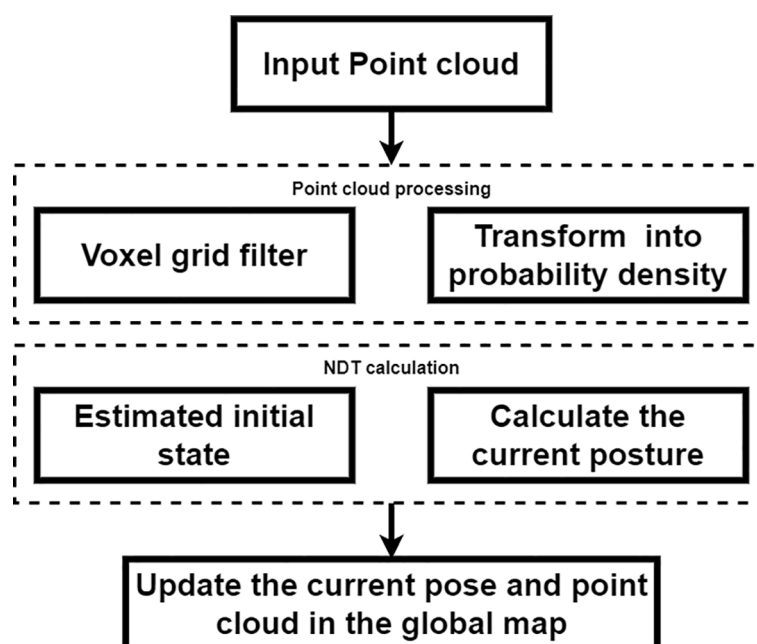 Input Point cloud
Point cloud processing
Voxel grid filter
Transform into
probability density
NDT calculation
Estimated initial
state
Calculate the
current posture
Update the current pose and point
cloud in the global map